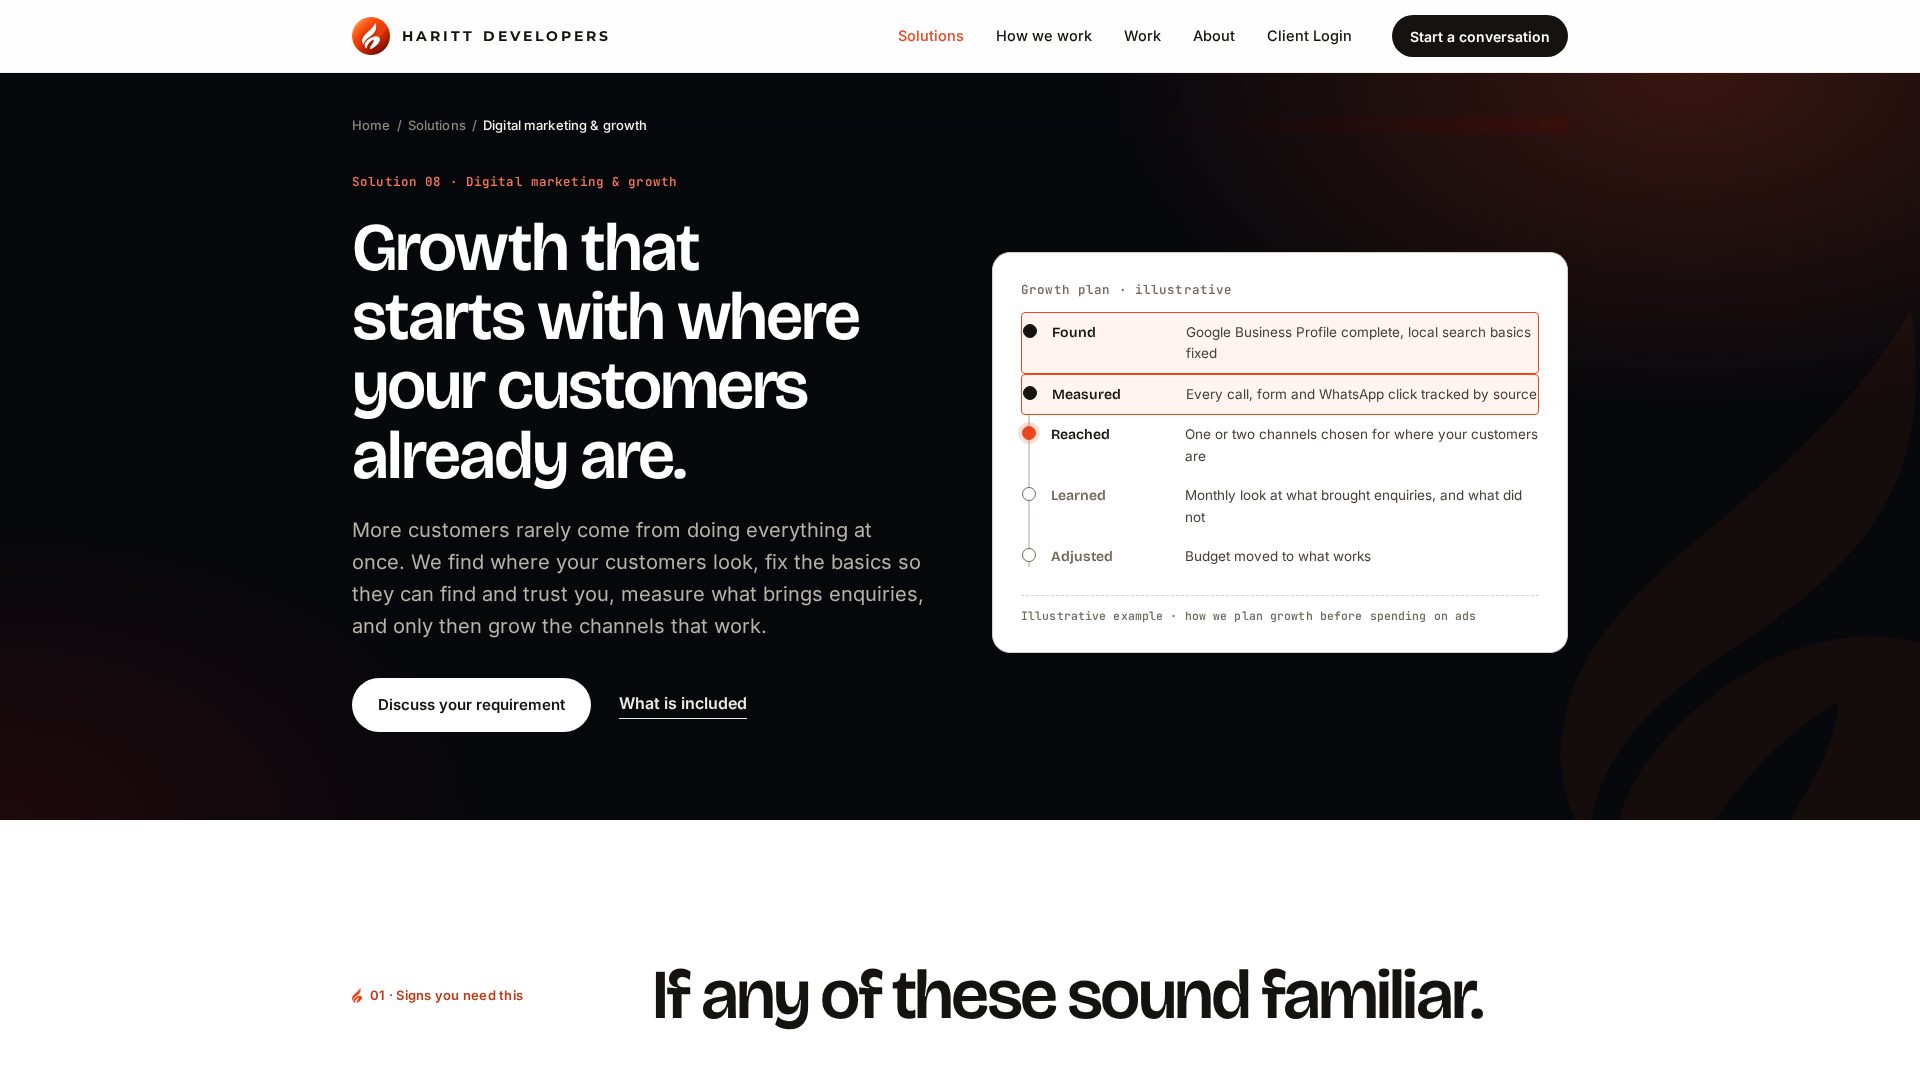 HARITT DEVELOPERS
Solutions
How we work
Work
About
Client Login
Start a conversation
Home / Solutions / Digital marketing & growth
Solution 08 · Digital marketing & growth
Growth that
starts with where
your customers
already are.
More customers rarely come from doing everything at
once. We find where your customers look, fix the basics so
they can find and trust you, measure what brings enquiries,
and only then grow the channels that work.
Discuss your requirement
What is included
Growth plan · illustrative
Found
Google Business Profile complete, local search basics
fixed
Measured
Every call, form and WhatsApp click tracked by source
Reached
One or two channels chosen for where your customers
are
Learned
Monthly look at what brought enquiries, and what did
not
Adjusted
Budget moved to what works
Illustrative example · how we plan growth before spending on ads
01 · Signs you need this
If any of these sound familiar.